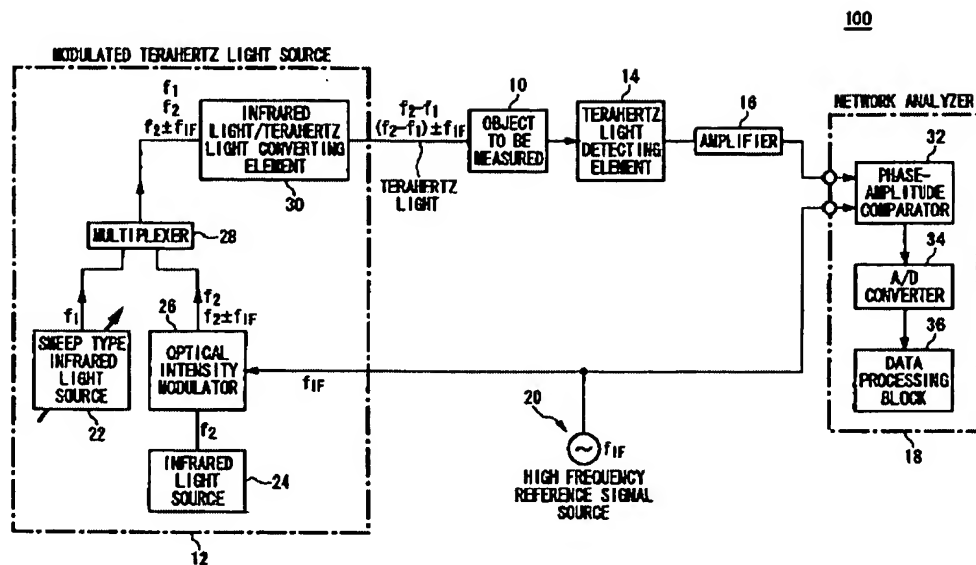 100
MODULATED TERAHERTZ LIGHT SOURCE
f1
f2
f2±fIF
INFRARED
LIGHT/TERAHERTZ
LIGHT CONVERTING
ELEMENT
30
f2-f1
(f2-f1)±fIF
TERAHERTZ
LIGHT
10
OBJECT
TO BE
MEASURED
14
TERAHERTZ
LIGHT
DETECTING
ELEMENT
16
AMPLIFIER
NETWORK ANALYZER
32
PHASE-
AMPLITUDE
COMPARATOR
34
A/D
CONVERTER
36
DATA
PROCESSING
BLOCK
18
MULTIPLEXER
28
f1
f2
f2±fIF
26
SWEEP TYPE
INFRARED
LIGHT
SOURCE
22
OPTICAL
INTENSITY
MODULATOR
fIF
f2
INFRARED
LIGHT
SOURCE
24
12
20
~
fIF
HIGH FREQUENCY
REFERENCE SIGNAL
SOURCE